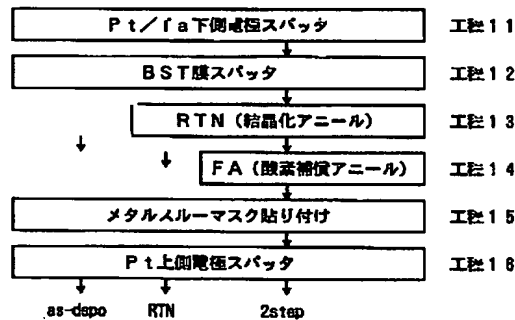 Pt／Ta下側電極スパッタ 工程11
BST膜スパッタ 工程12
RTN（結晶化アニール） 工程13
FA（酸素補償アニール） 工程14
メタルスルーマスク貼り付け 工程15
Pt上側電極スパッタ 工程16
as-depo RTN 2step